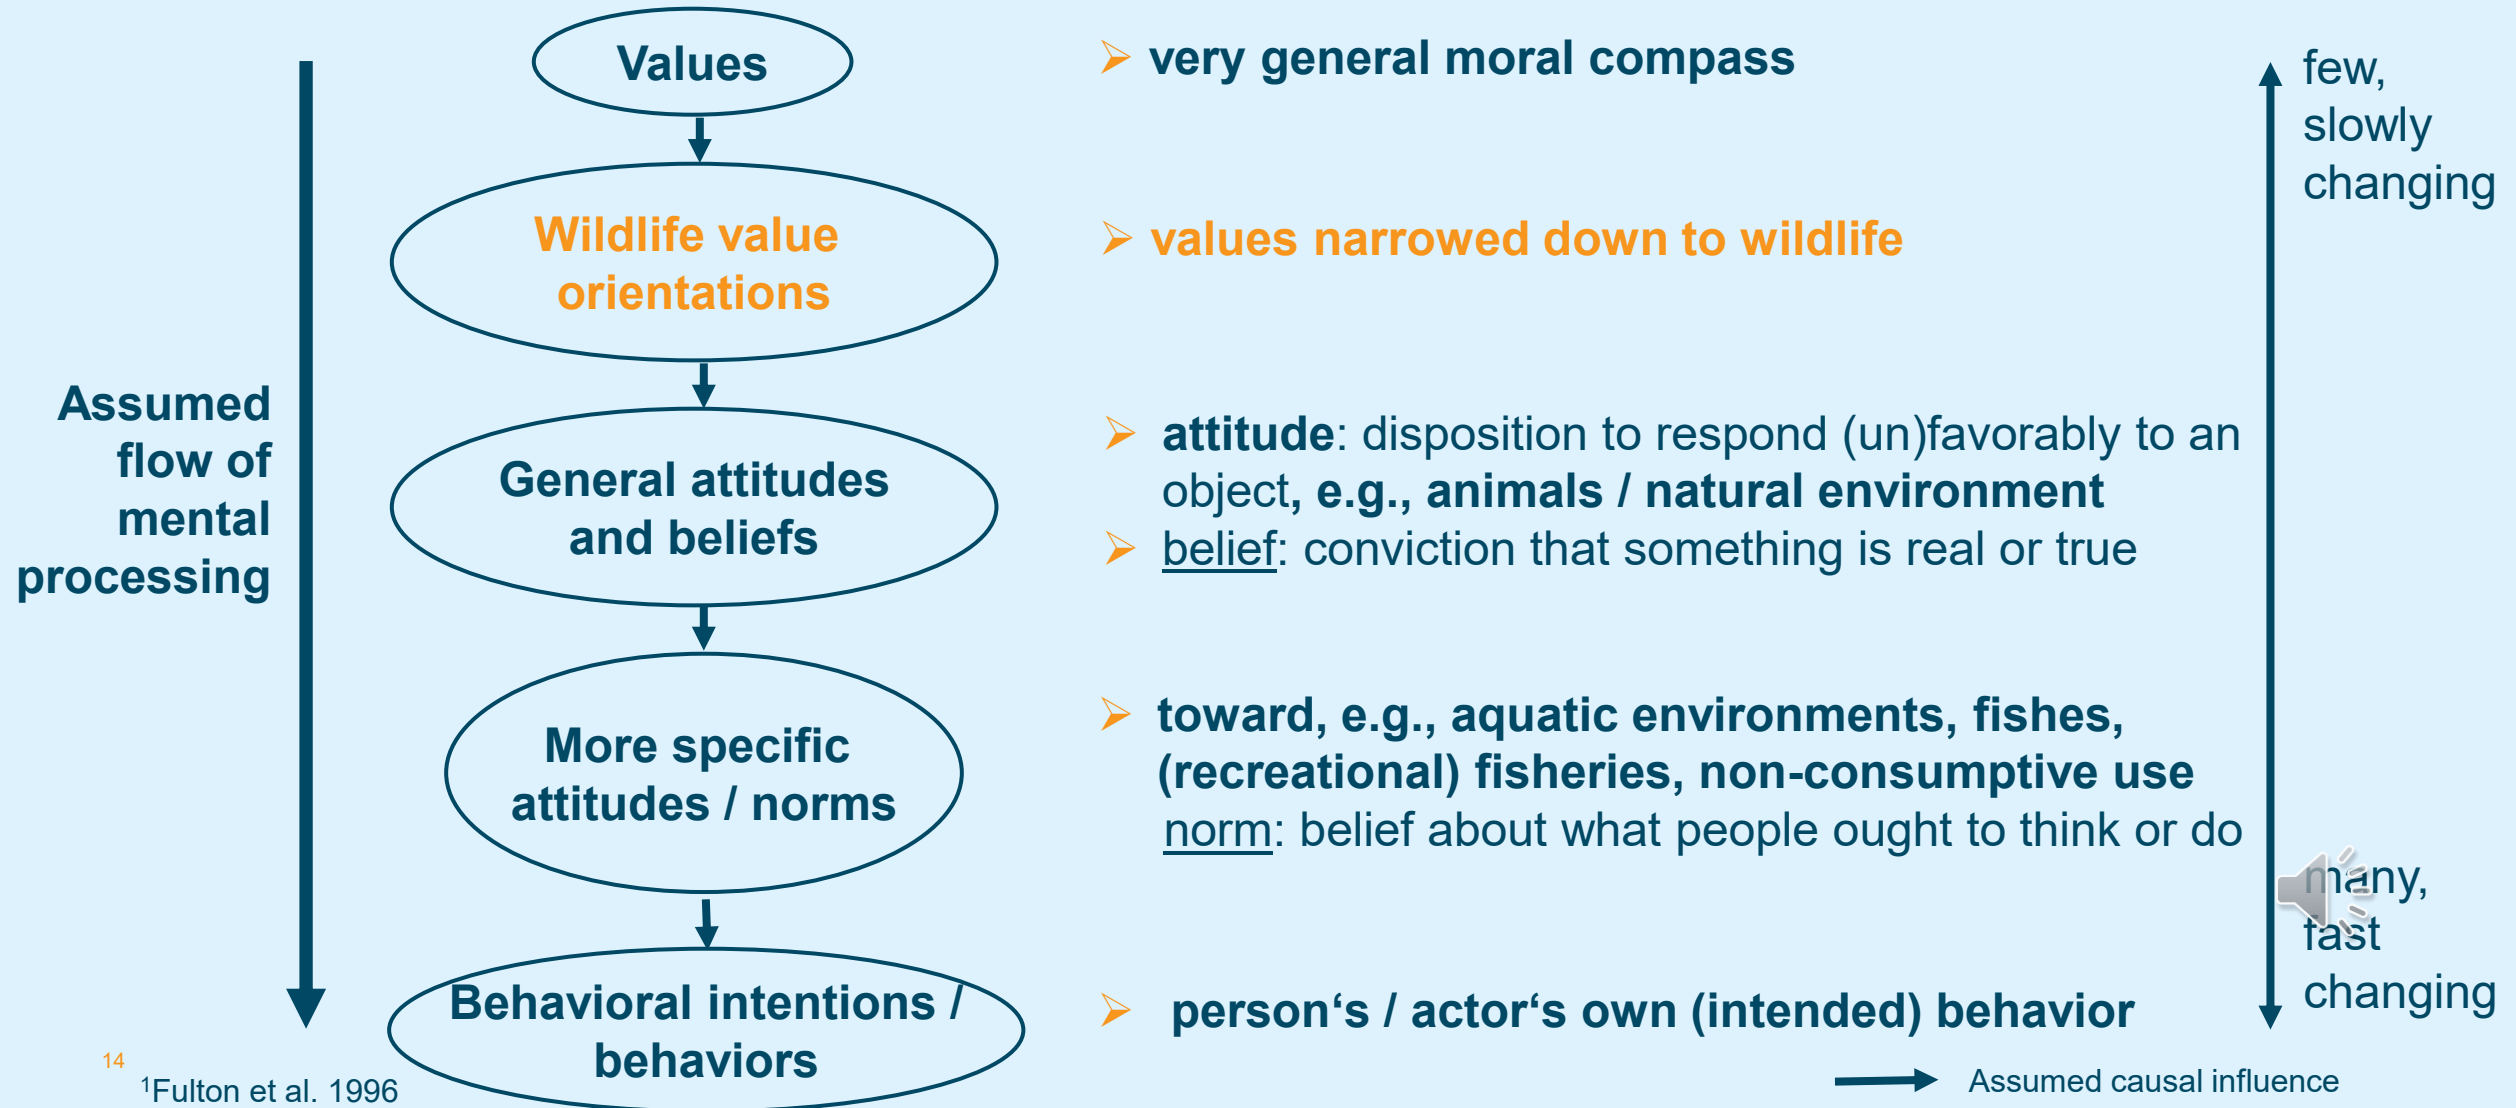 Values
➢ very general moral compass
few,
slowly
changing
Wildlife value
orientations
➢ values narrowed down to wildlife
Assumed
flow of
mental
processing
General attitudes
and beliefs
➢ attitude: disposition to respond (un)favorably to an
object, e.g., animals / natural environment
➢ belief: conviction that something is real or true
More specific
attitudes / norms
➢ toward, e.g., aquatic environments, fishes,
(recreational) fisheries, non-consumptive use
norm: belief about what people ought to think or do
many,
fast
changing
Behavioral intentions /
behaviors
➢ person‘s / actor‘s own (intended) behavior
14
¹Fulton et al. 1996
Assumed causal influence